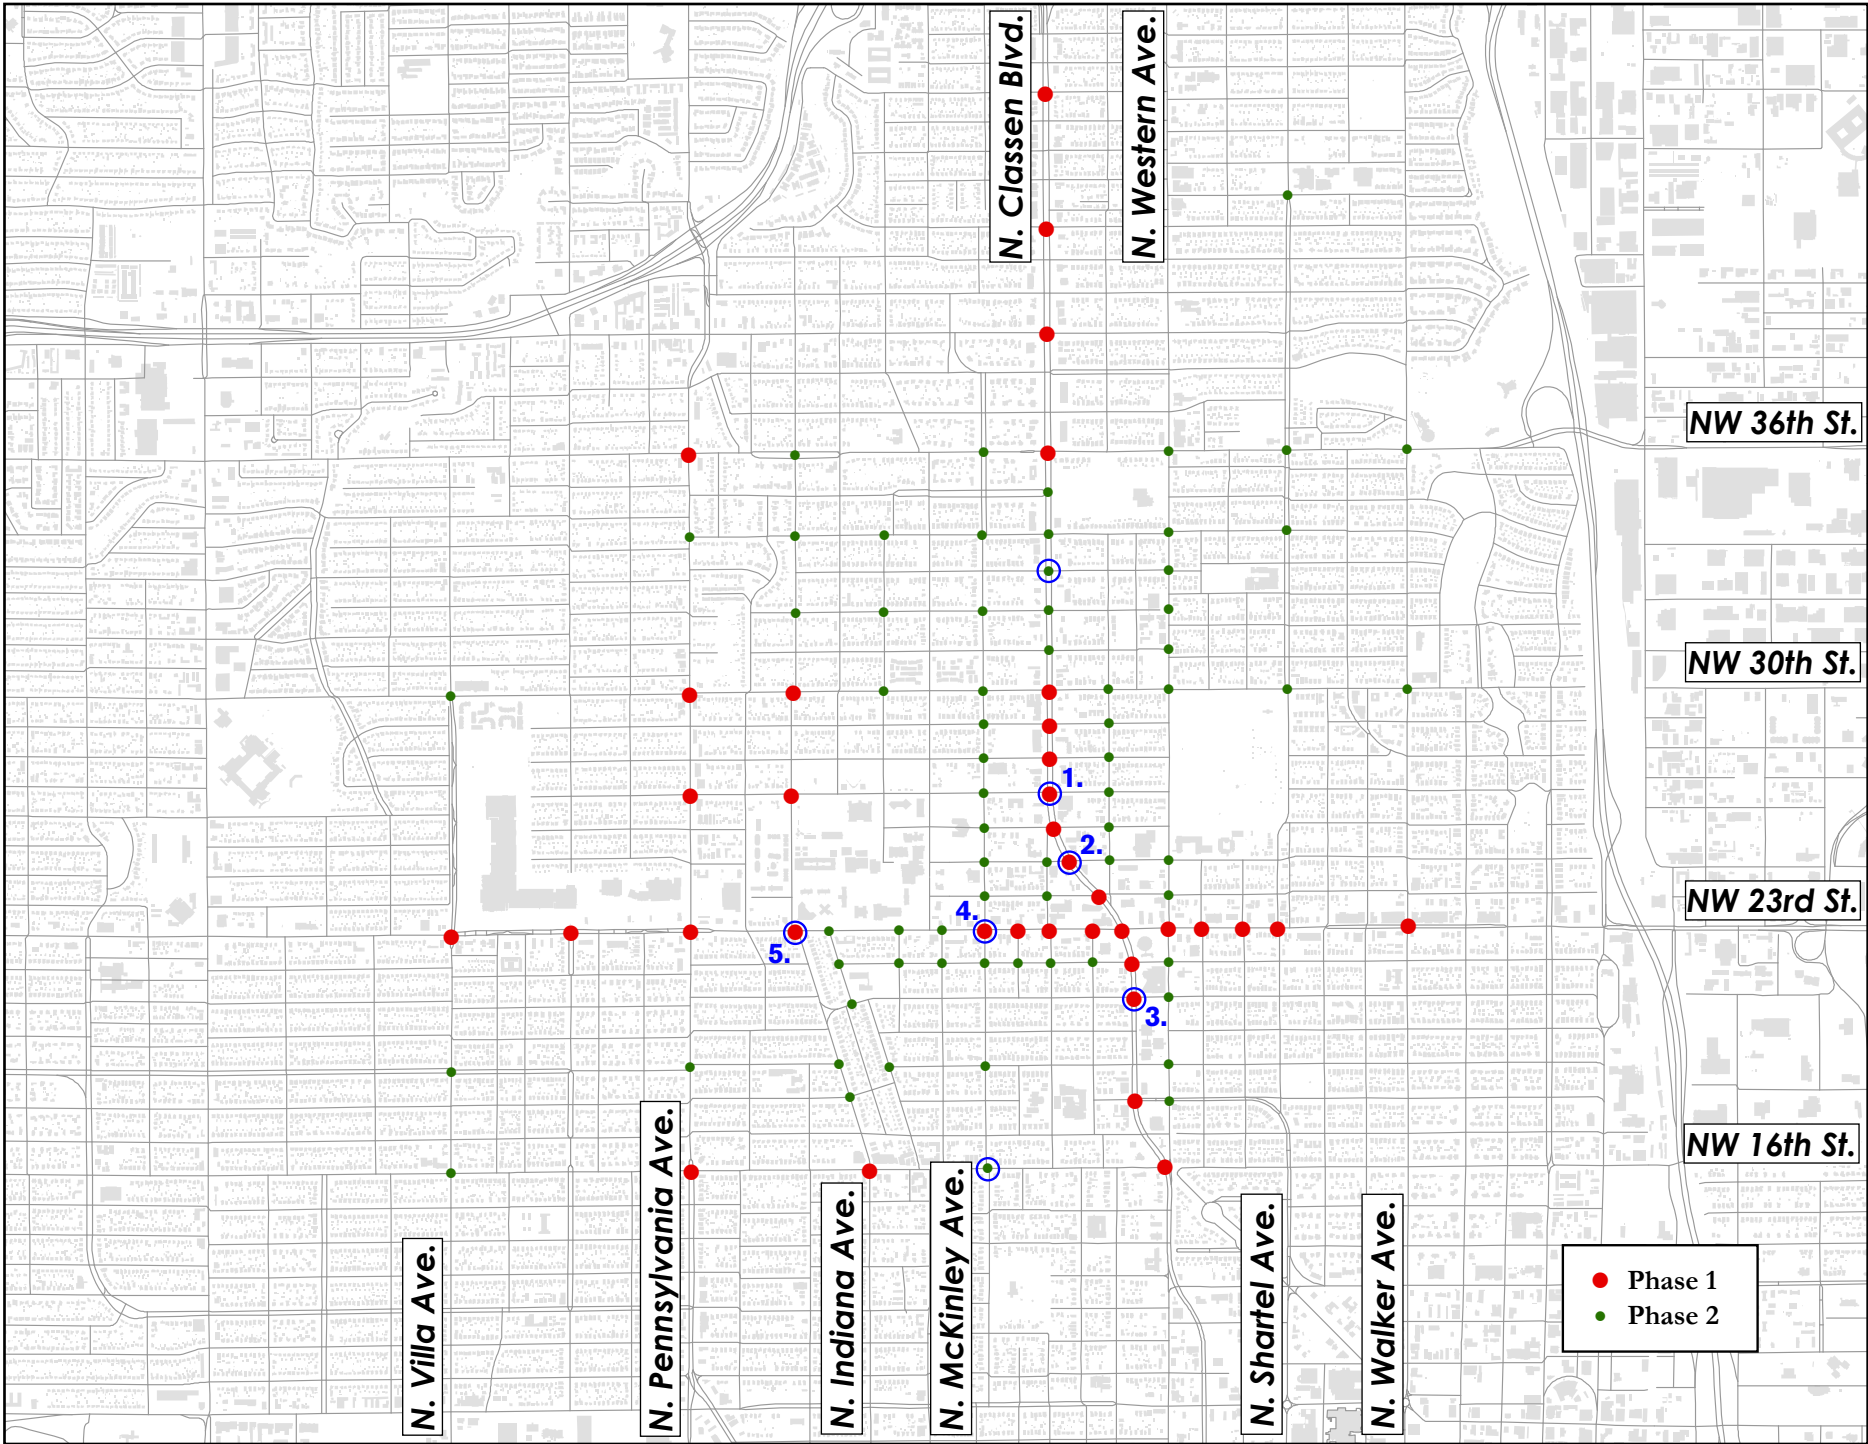 N. Classen Blvd.
N. Western Ave.
NW 36th St.
NW 30th St.
1.
2.
NW 23rd St.
4.
5.
3.
NW 16th St.
N. Villa Ave.
N. Pennsylvania Ave.
N. Indiana Ave.
N. McKinley Ave.
N. Shartel Ave.
N. Walker Ave.
Phase 1
Phase 2